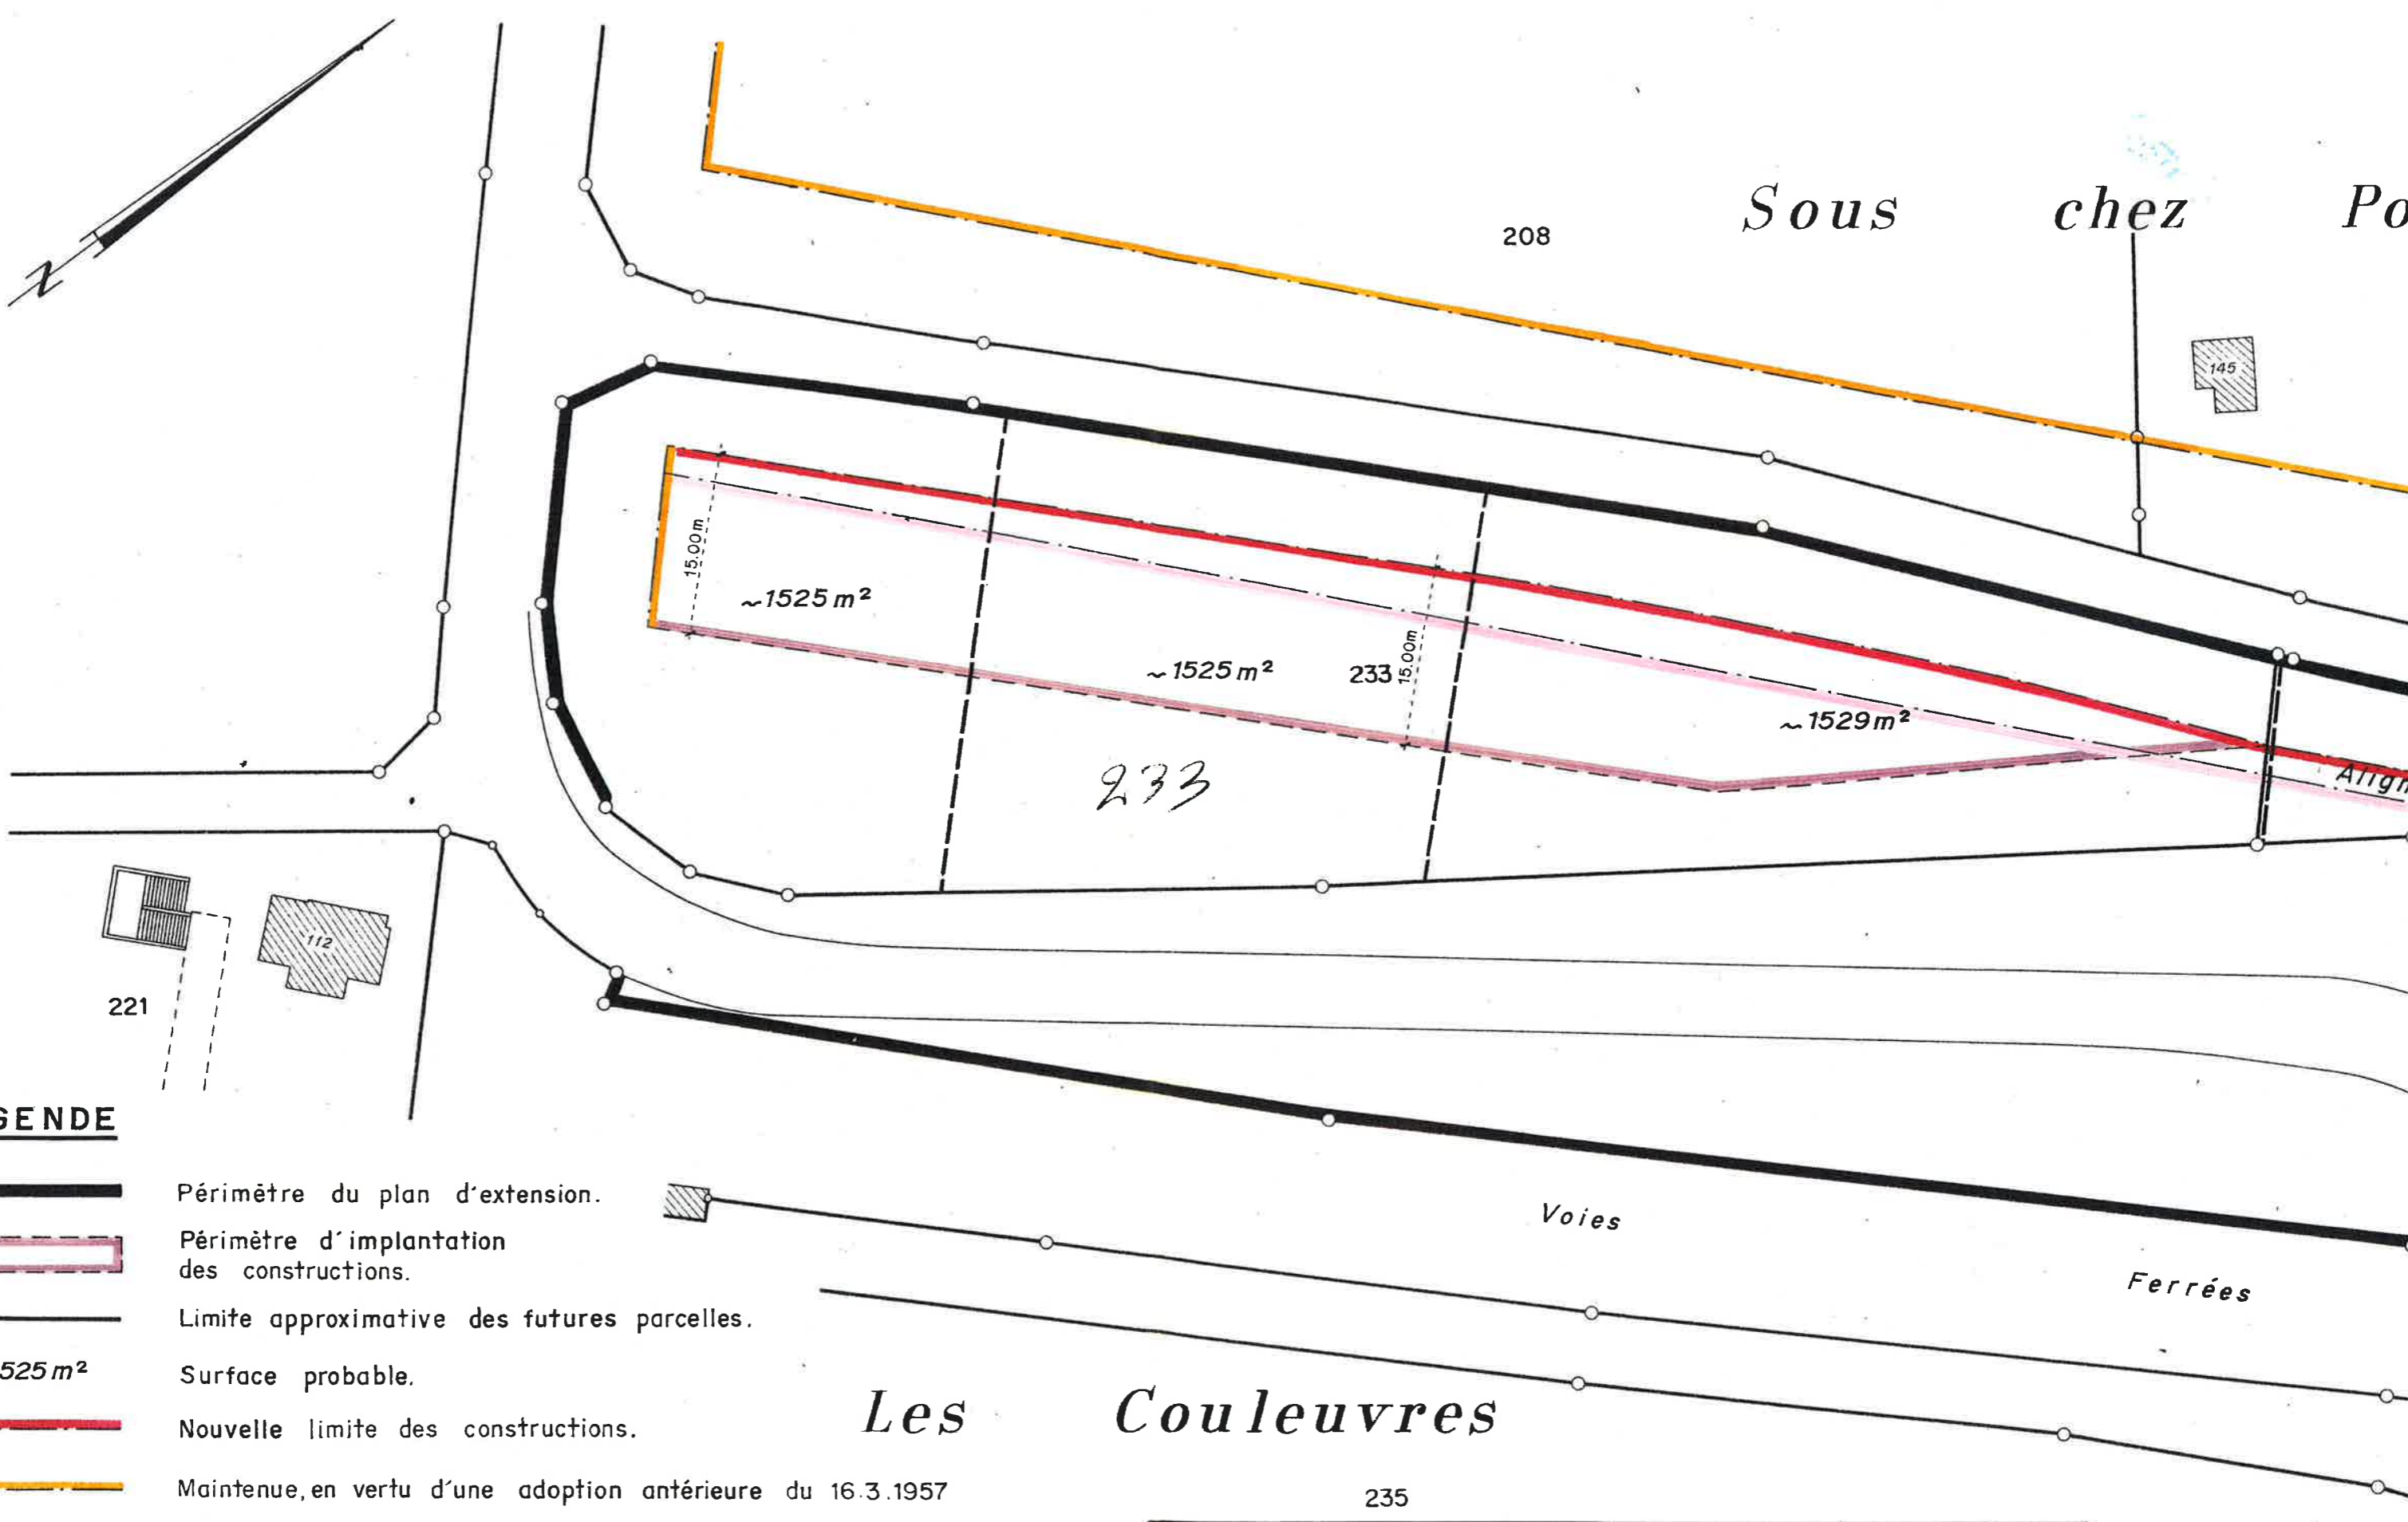 N
Sous chez Po
208
145
15.00m
~1525 m²
~1525 m²
233
15.00m
~1529 m²
233
Align
112
221
GENDE
Périmètre du plan d'extension.
Périmètre d'implantation
des constructions.
Limite approximative des futures parcelles.
525 m² Surface probable.
Nouvelle limite des constructions.
Maintenue, en vertu d'une adoption antérieure du 16.3.1957
Voies
Ferrées
Les Couleuvres
235